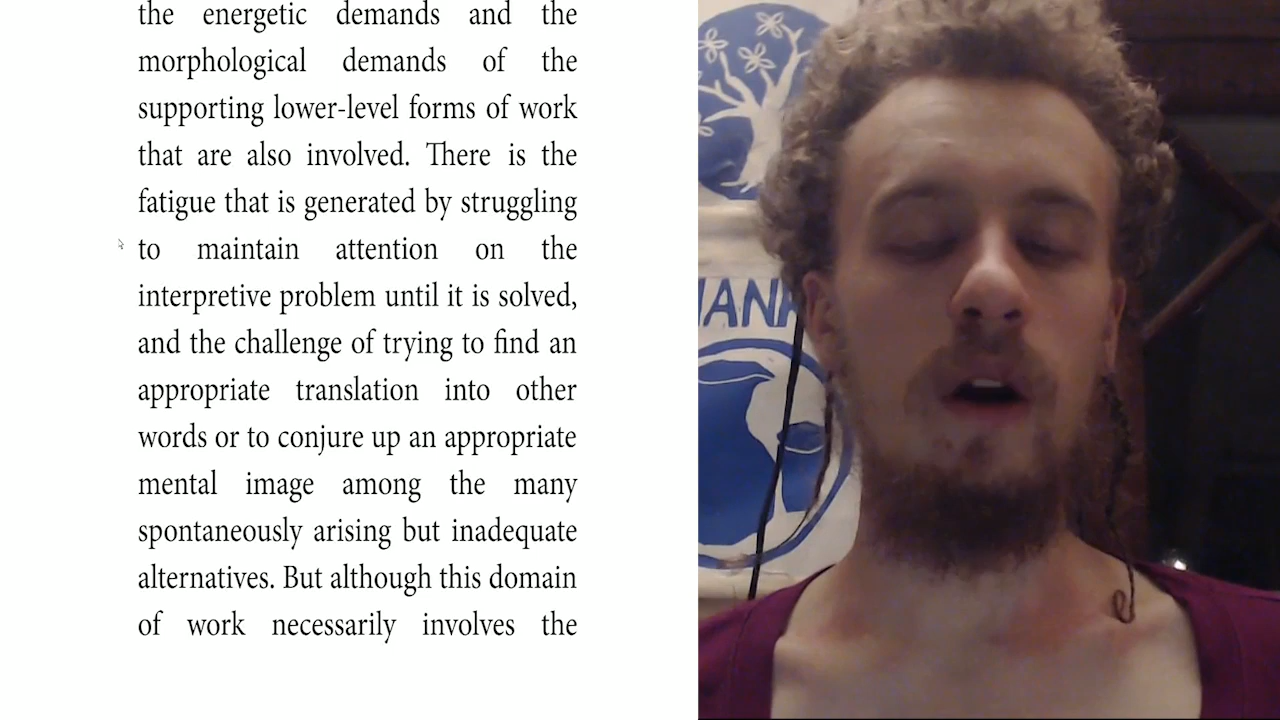 the energetic demands and the
morphological demands of the
supporting lower-level forms of work
that are also involved. There is the
fatigue that is generated by struggling
to maintain attention on the
interpretive problem until it is solved,
and the challenge of trying to find an
appropriate translation into other
words or to conjure up an appropriate
mental image among the many
spontaneously arising but inadequate
alternatives. But although this domain
of work necessarily involves the